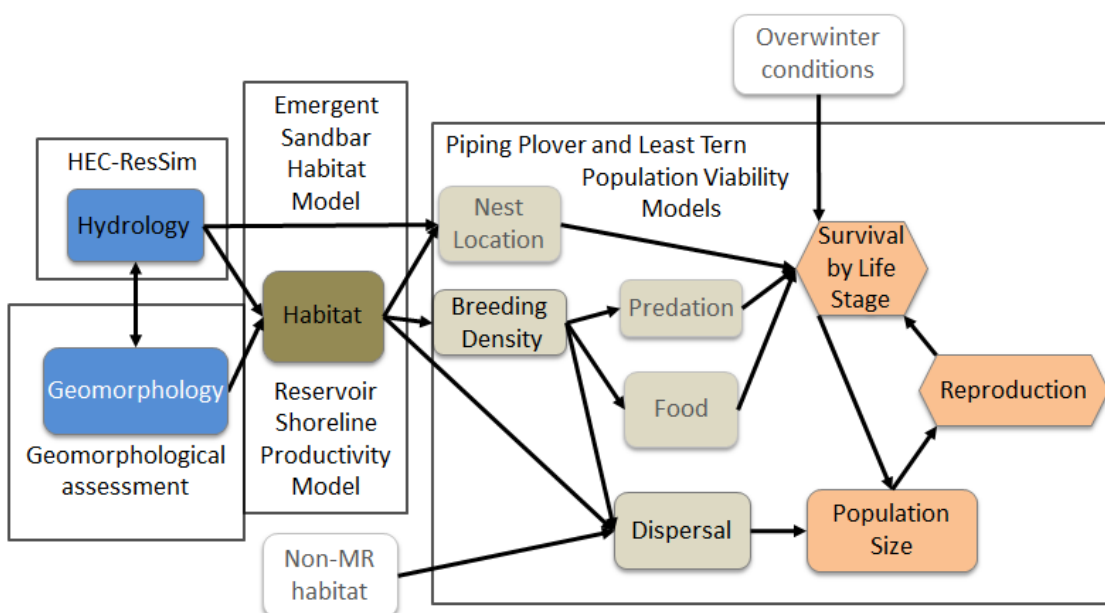 Overwinter
conditions
HEC-ResSim
Hydrology
Geomorphology
Geomorphological
assessment
Emergent
Sandbar
Habitat
Model
Habitat
Reservoir
Shoreline
Productivity
Model
Non-MR
habitat
Piping Plover and Least Tern
Population Viability
Models
Nest
Location
Breeding
Density
Predation
Food
Dispersal
Survival
by Life
Stage
Reproduction
Population
Size